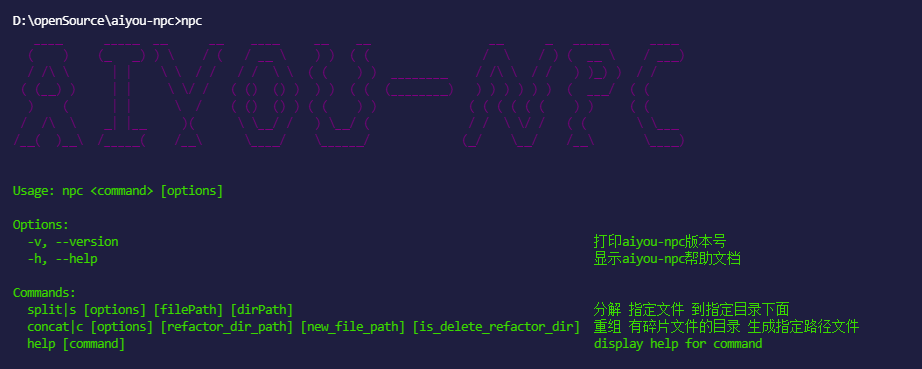 D:\openSource\aiyou-npc>npc
AIYOU-NPC
Usage: npc <command> [options]
Options:
-v, --version 打印aiyou-npc版本号
-h, --help 显示aiyou-npc帮助文档
Commands:
split|s [options] [filePath] [dirPath] 分解 指定文件 到指定目录下面
concat|c [options] [refactor_dir_path] [new_file_path] [is_delete_refactor_dir] 重组 有碎片文件的目录 生成指定路径文件
help [command] display help for command